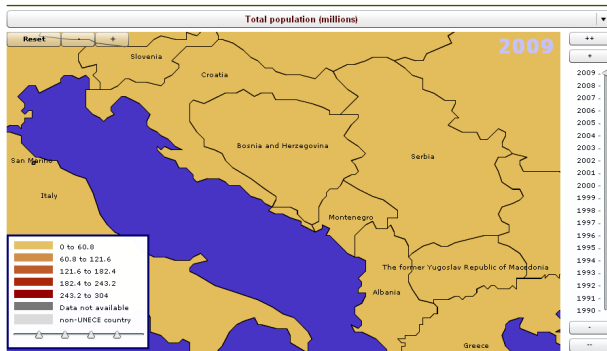 Total population (millions)
Reset - +
2009
++
+
Slovenia
Croatia
Bosnia and Herzegovina
Serbia
San Marino
Italy
Montenegro
The former Yugoslav Republic of Macedonia
Albania
Greece
0 to 60.8
60.8 to 121.6
121.6 to 182.4
182.4 to 243.2
243.2 to 304
Data not available
non-UNECE country
2009 -
2008 -
2007 -
2006 -
2005 -
2004 -
2003 -
2002 -
2001 -
2000 -
1999 -
1998 -
1997 -
1996 -
1995 -
1994 -
1993 -
1992 -
1991 -
1990 -
-
--